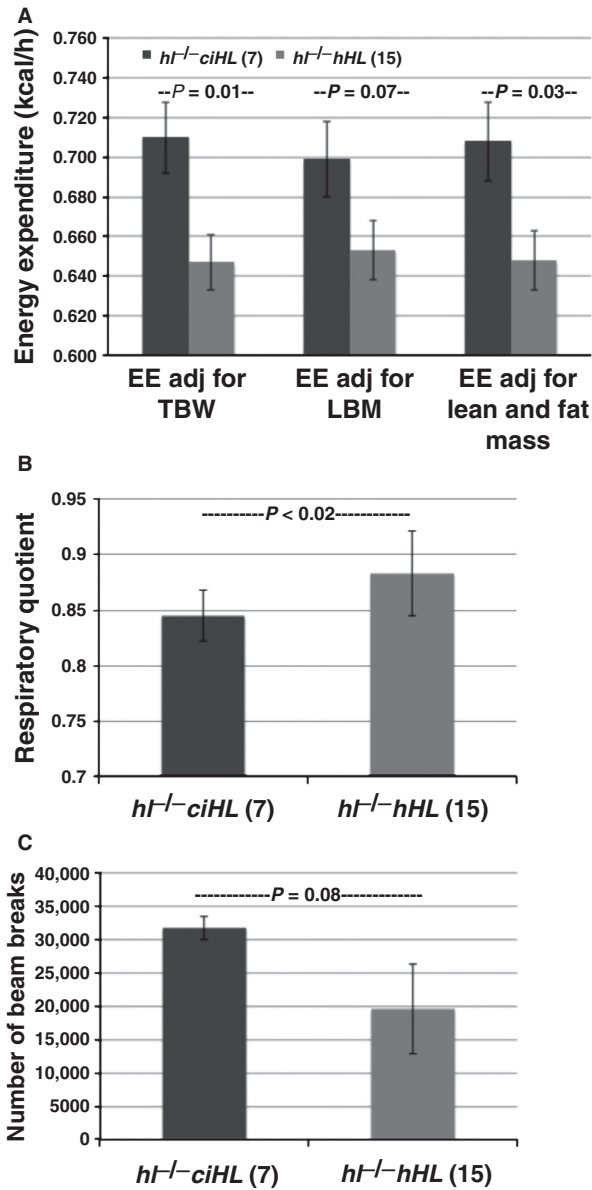 A
Energy expenditure (kcal/h)
0.760
0.740
0.720
0.700
0.680
0.660
0.640
0.620
0.600
hl–/–ciHL (7) hl–/–hHL (15)
--P = 0.01-- --P = 0.07-- --P = 0.03--
EE adj for TBW
EE adj for LBM
EE adj for lean and fat mass
B
Respiratory quotient
0.95
0.9
0.85
0.8
0.75
0.7
----------P < 0.02------------
hl–/–ciHL (7) hl–/–hHL (15)
C
Number of beam breaks
40,000
35,000
30,000
25,000
20,000
15,000
10,000
5000
0
------------P = 0.08-------------
hl–/–ciHL (7) hl–/–hHL (15)